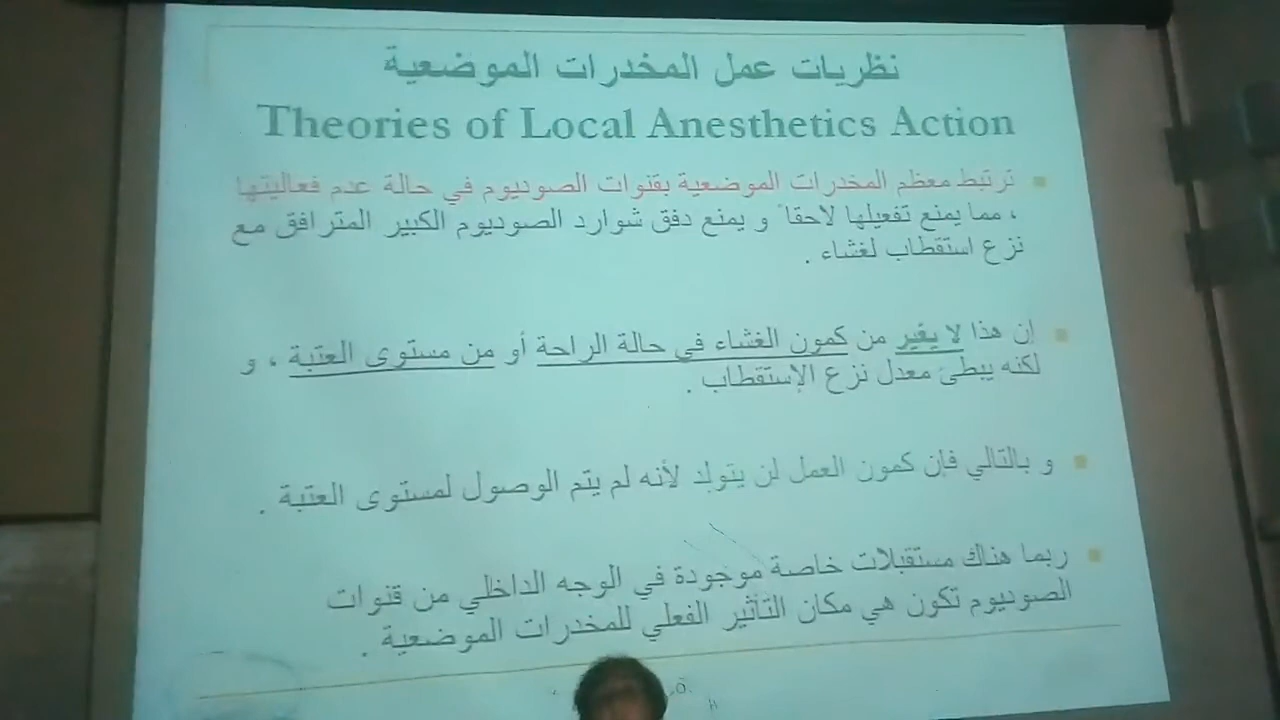 نظريات عمل المخدرات الموضعية
Theories of Local Anesthetics Action
ترتبط معظم المخدرات الموضعية بقنوات الصوديوم في حالة عدم فعاليتها
، مما يمنع تفعيلها لاحقاً و يمنع دفق شوارد الصوديوم الكبير المترافق مع
نزع استقطاب لغشاء .
إن هذا لا يغير من كمون الغشاء في حالة الراحة أو من مستوى العتبة ، و
لكنه يبطئ معدل نزع الإستقطاب .
و بالتالي فإن كمون العمل لن يتولد لأنه لم يتم الوصول لمستوى العتبة .
ربما هناك مستقبلات خاصة موجودة في الوجه الداخلي من قنوات
الصوديوم تكون هي مكان التأثير الفعلي للمخدرات الموضعية .